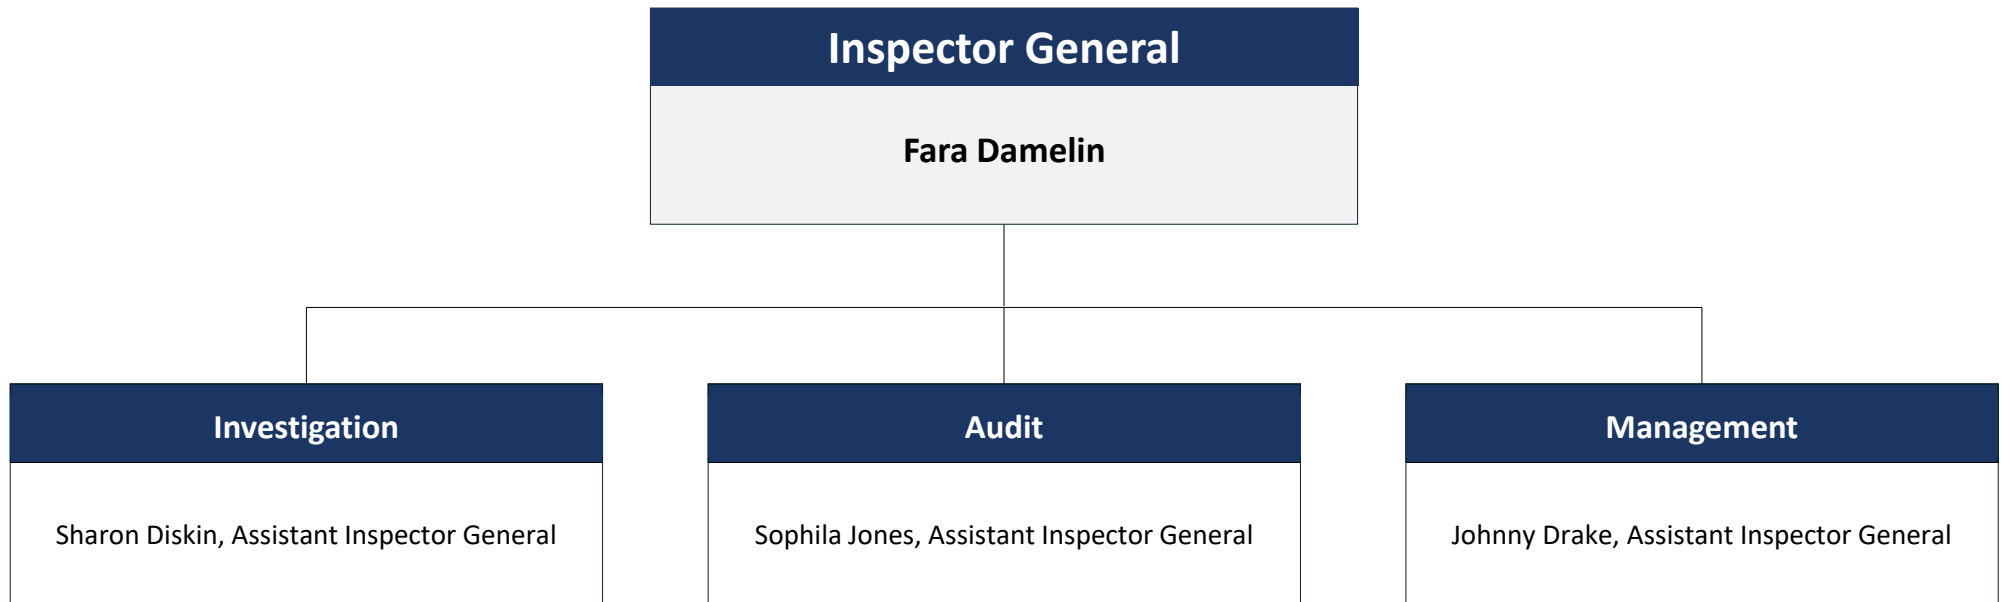 Inspector General
Fara Damelin
Investigation
Audit
Management
Sharon Diskin, Assistant Inspector General
Sophila Jones, Assistant Inspector General
Johnny Drake, Assistant Inspector General